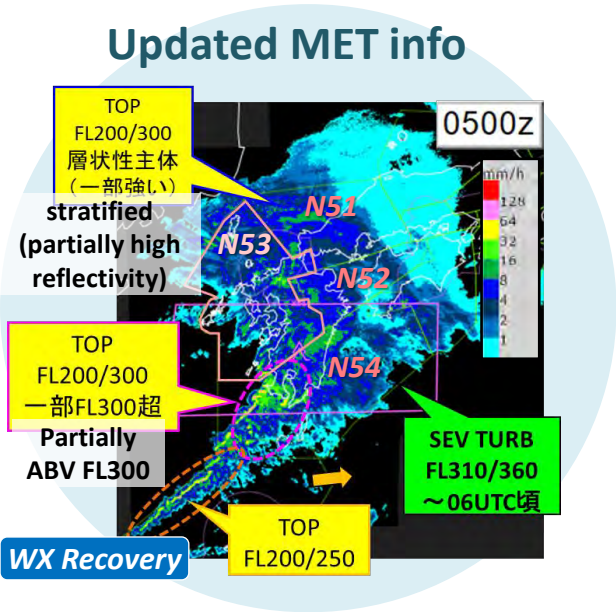 Updated MET info
TOP
FL200/300
層状性主体
（一部強い）
stratified
(partially high
reflectivity)
0500z
mm/h
128
64
32
16
8
4
2
1
N51
N53
N52
N54
TOP
FL200/300
一部FL300超
Partially
ABV FL300
SEV TURB
FL310/360
～06UTC頃
TOP
FL200/250
WX Recovery